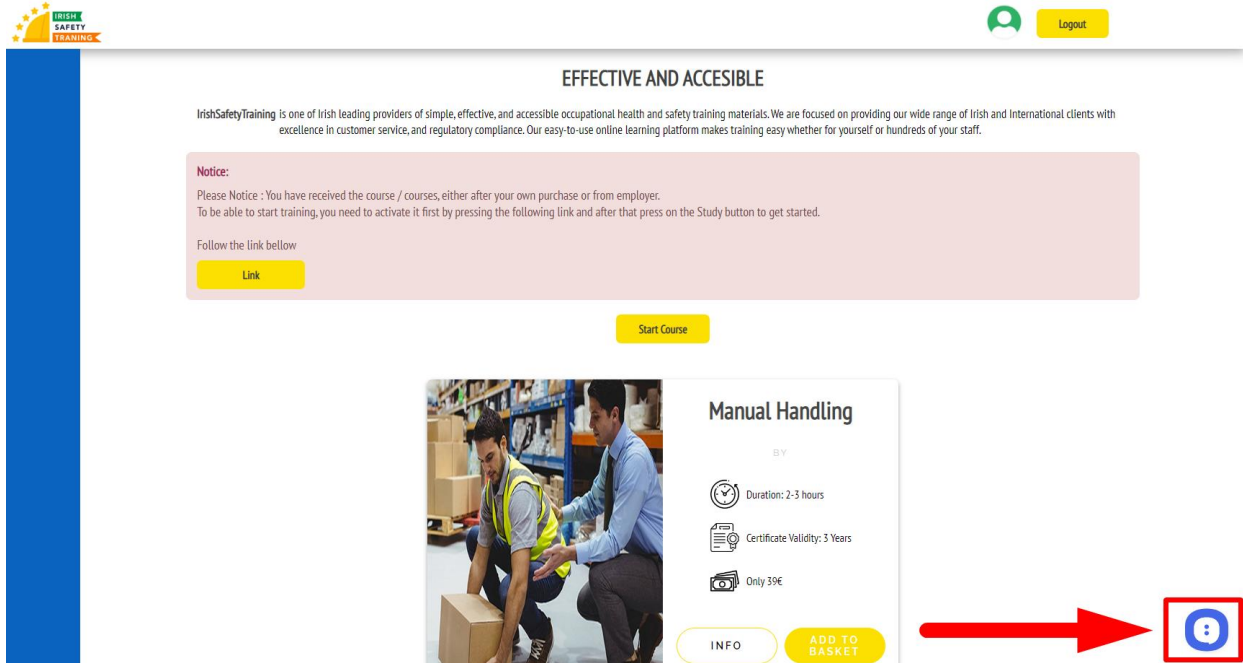 IRISH
SAFETY
TRANING
Logout
EFFECTIVE AND ACCESIBLE
IrishSafetyTraining is one of Irish leading providers of simple, effective, and accessible occupational health and safety training materials. We are focused on providing our wide range of Irish and International clients with
excellence in customer service, and regulatory compliance. Our easy-to-use online learning platform makes training easy whether for yourself or hundreds of your staff.
Notice:
Please Notice : You have received the course / courses, either after your own purchase or from employer.
To be able to start training, you need to activate it first by pressing the following link and after that press on the Study button to get started.
Follow the link bellow
Link
Start Course
Manual Handling
BY
Duration: 2-3 hours
Certificate Validity: 3 Years
Only 39€
INFO
ADD TO
BASKET